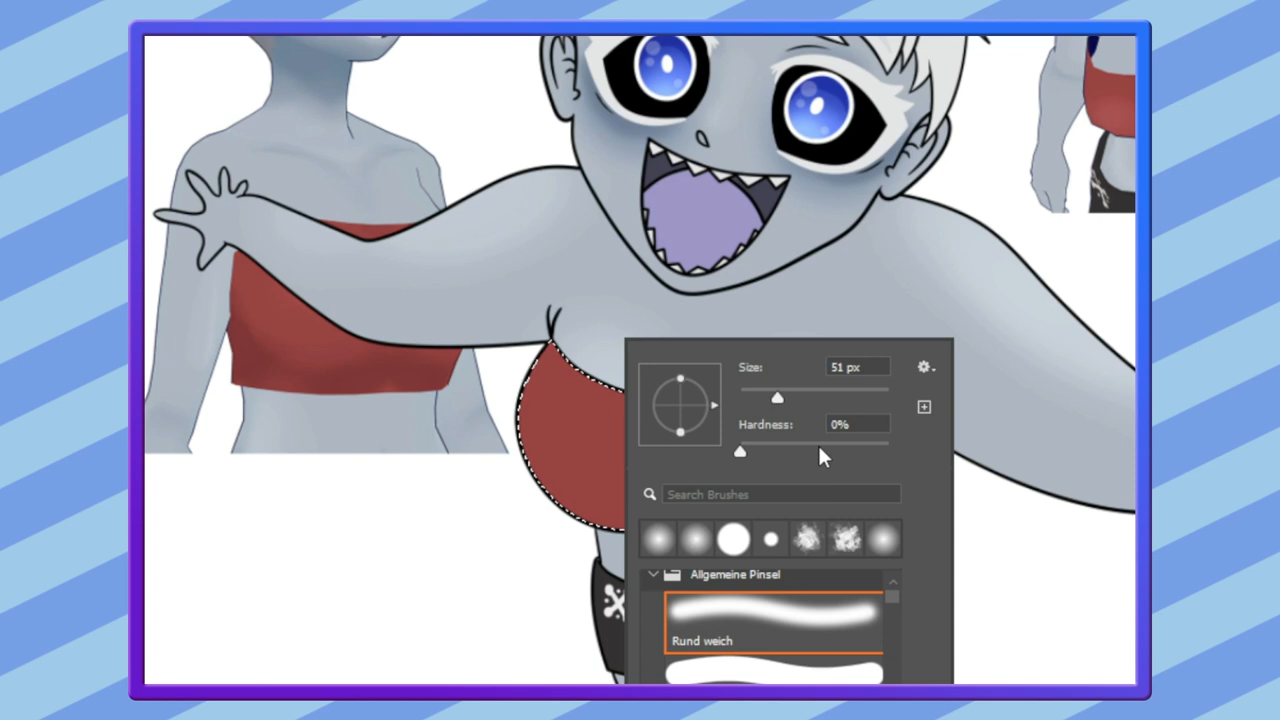 Size:
51 px
Hardness:
0%
Search Brushes
Allgemeine Pinsel
Rund weich